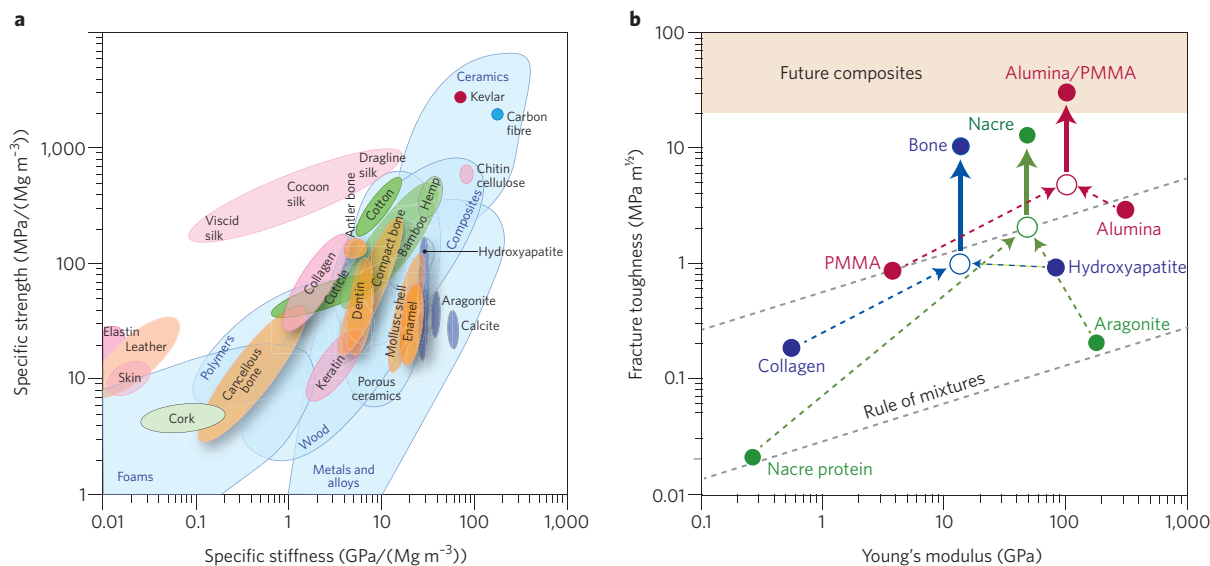 a
Specific strength (MPa/(Mg m⁻³))
1,000
100
10
1
0.01
0.1
1
10
100
1,000
Specific stiffness (GPa/(Mg m⁻³))
Ceramics
Kevlar
Carbon
fibre
Dragline
silk
Cocoon
silk
Viscid
silk
Chitin
cellulose
Antler bone
Cotton
Hemp
Bamboo
Composites
Compact bone
Collagen
Cuticle
Hydroxyapatite
Dentin
Mollusc shell
Enamel
Aragonite
Calcite
Elastin
Leather
Skin
Polymers
Cancellous
bone
Keratin
Porous
ceramics
Cork
Wood
Foams
Metals and
alloys
b
Fracture toughness (MPa m½)
100
10
1
0.1
0.01
0.1
1
10
100
1,000
Young's modulus (GPa)
Future composites
Alumina/PMMA
Nacre
Bone
Alumina
PMMA
Hydroxyapatite
Aragonite
Collagen
Rule of mixtures
Nacre protein